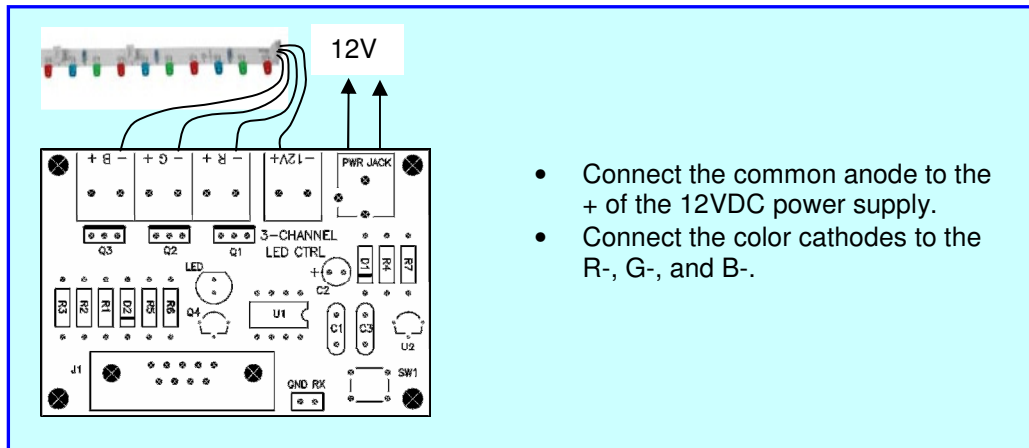 12V
+ B - + G - + R - +12V- PWR JACK
Q3 Q2 Q1 3-CHANNEL
LED CTRL
LED
+
C2
D1 R4 R7
R3 R2 R1 D2 R5 R6
Q4
U1
C1 C3
U2
J1
GND RX
SW1
• Connect the common anode to the
+ of the 12VDC power supply.
• Connect the color cathodes to the
R-, G-, and B-.